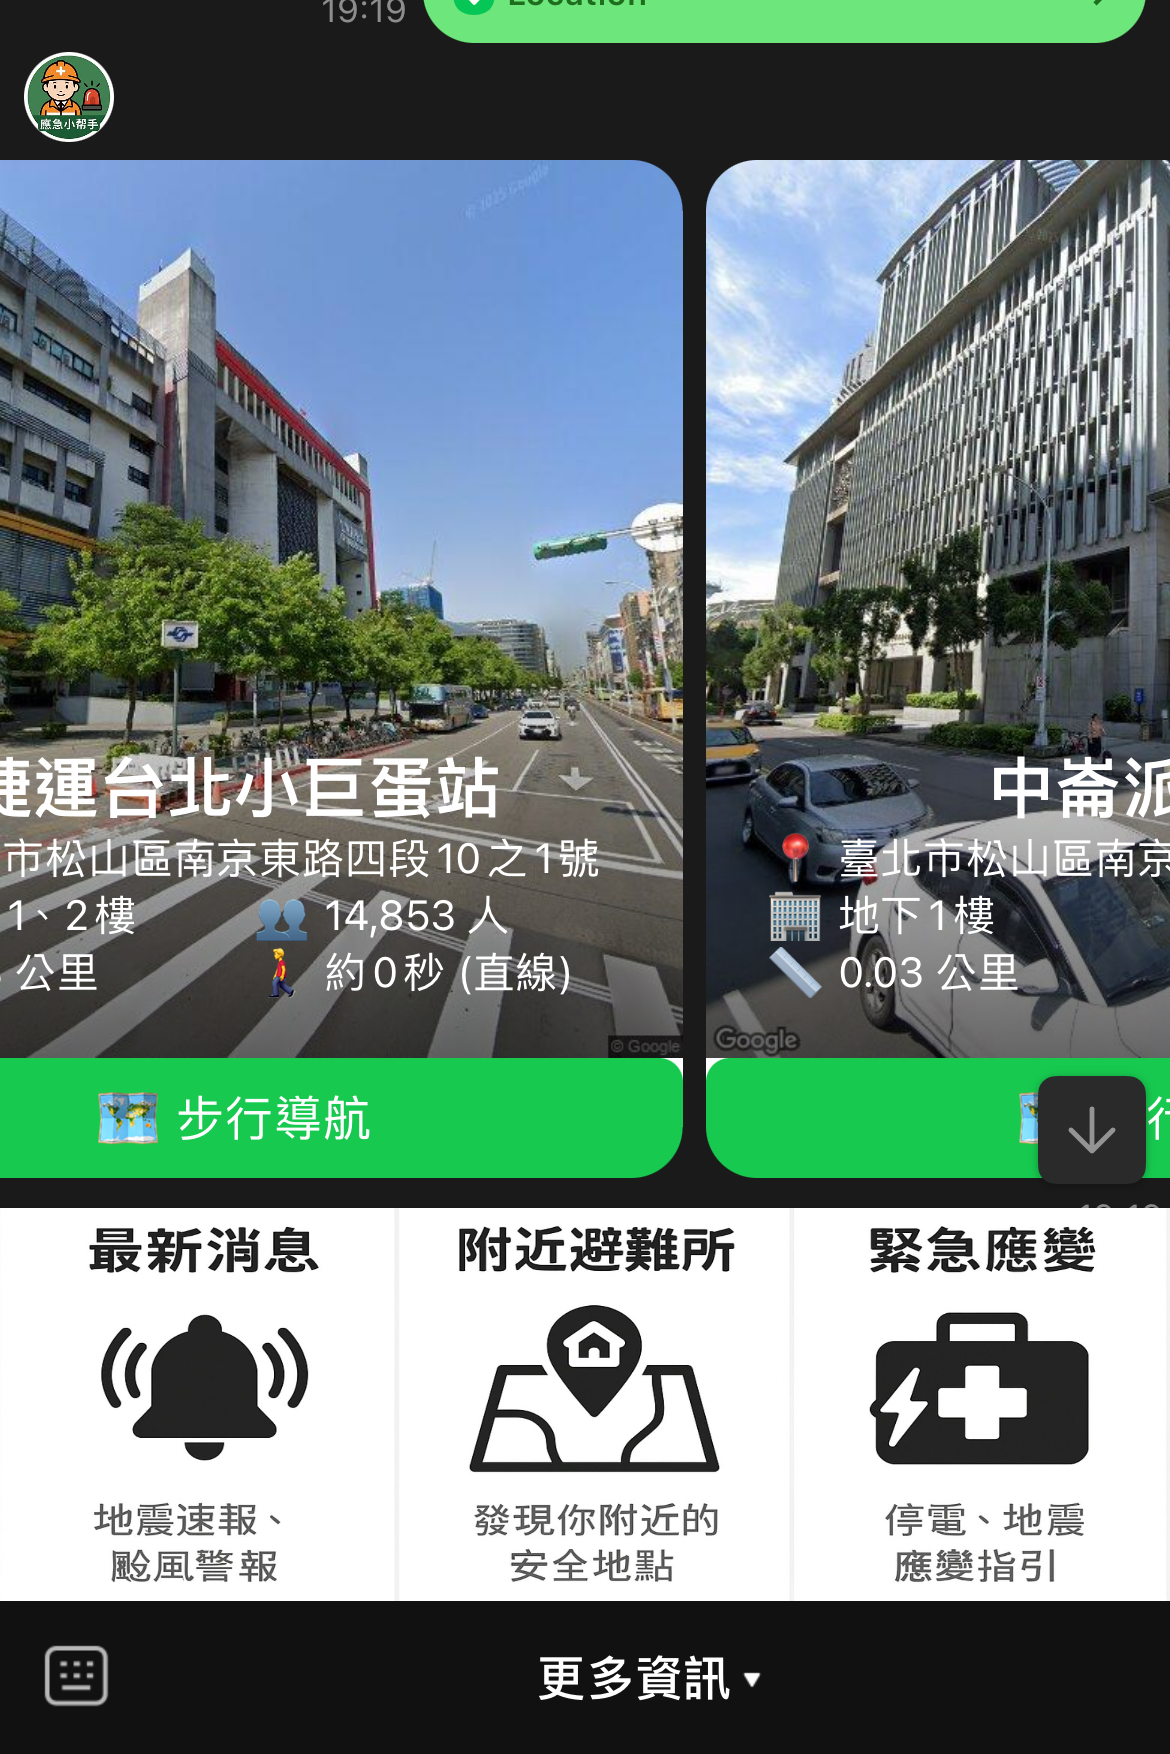 19:19
Location
應急小幫手
捷運台北小巨蛋站
市松山區南京東路四段10之1號
1、2樓
14,853 人
公里
約0秒 (直線)
© Google
步行導航
中崙派
臺北市松山區南京
地下1樓
0.03 公里
Google
行
最新消息
地震速報、
颱風警報
附近避難所
發現你附近的
安全地點
緊急應變
停電、地震
應變指引
更多資訊